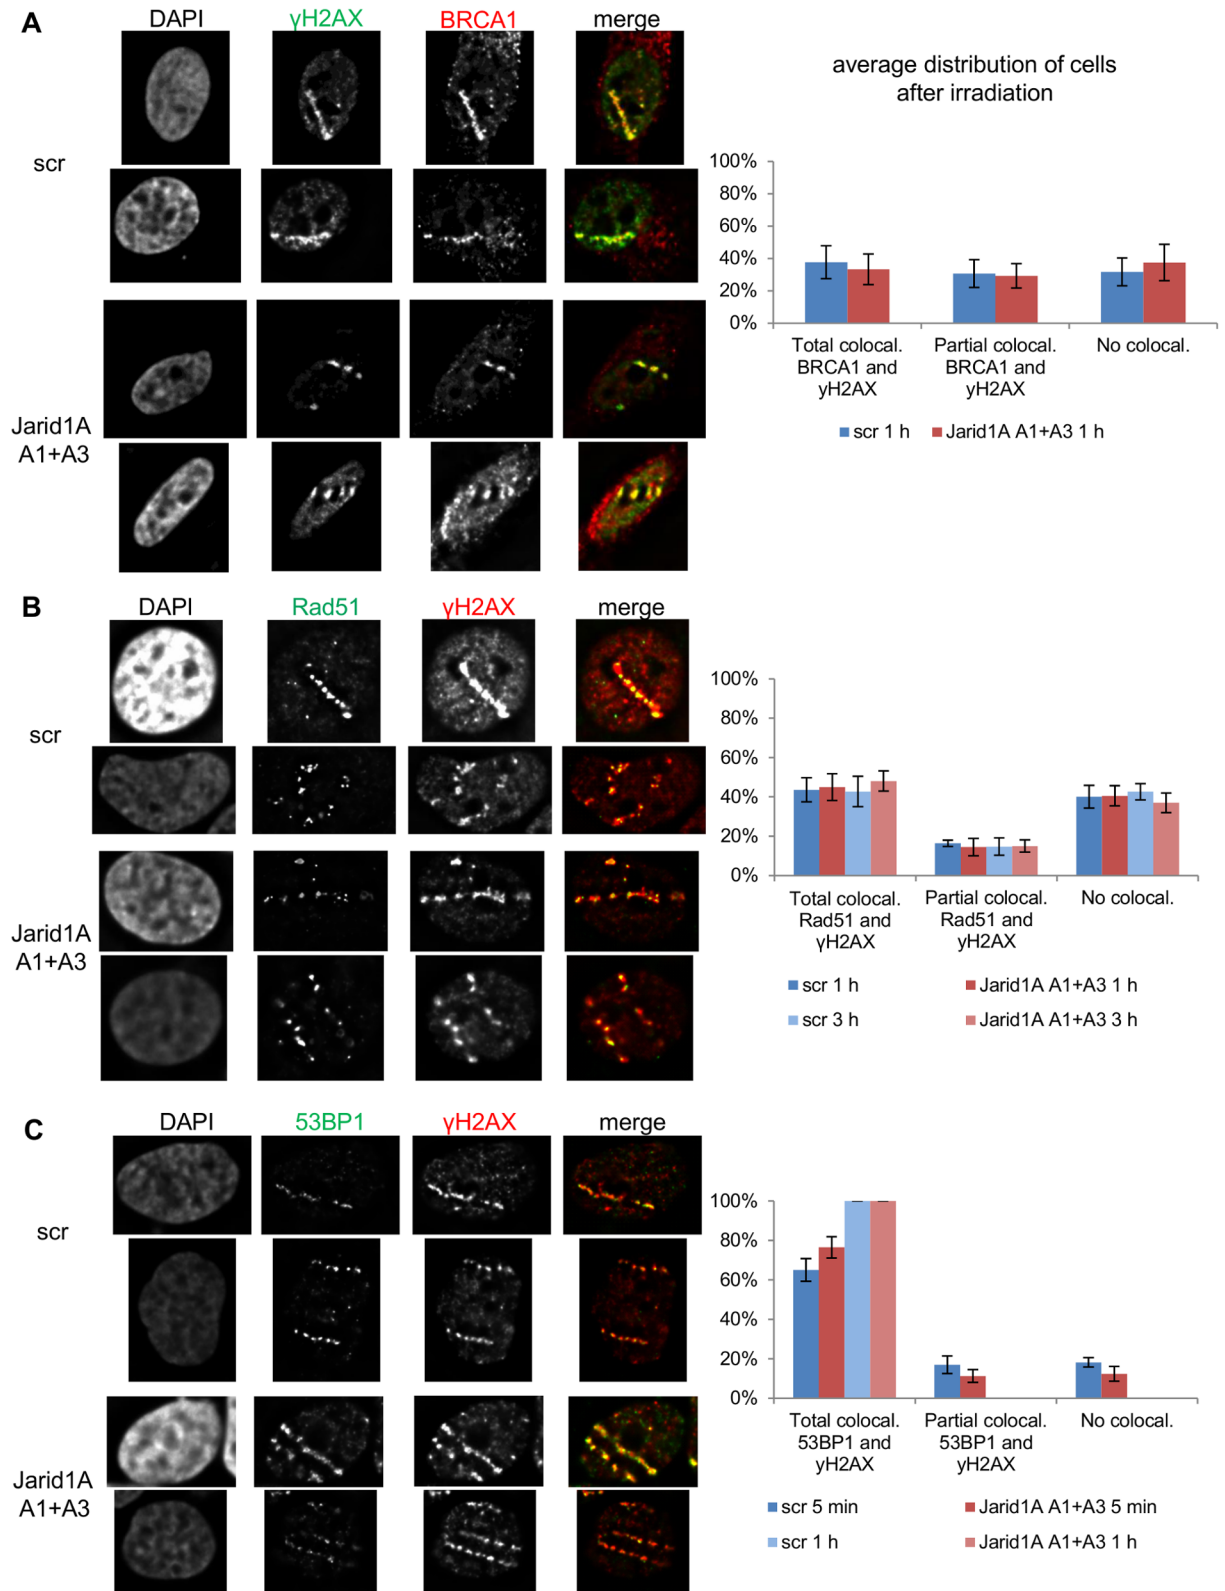 A
DAPI
γH2AX
BRCA1
merge
scr
Jarid1A
A1+A3
average distribution of cells
after irradiation
100%
80%
60%
40%
20%
0%
Total colocal.
BRCA1 and
yH2AX
Partial colocal.
BRCA1 and
yH2AX
No colocal.
scr 1 h
Jarid1A A1+A3 1 h
B
DAPI
Rad51
γH2AX
merge
scr
Jarid1A
A1+A3
100%
80%
60%
40%
20%
0%
Total colocal.
Rad51 and
γH2AX
Partial colocal.
Rad51 and
yH2AX
No colocal.
scr 1 h
Jarid1A A1+A3 1 h
scr 3 h
Jarid1A A1+A3 3 h
C
DAPI
53BP1
γH2AX
merge
scr
Jarid1A
A1+A3
100%
80%
60%
40%
20%
0%
Total colocal.
53BP1 and
yH2AX
Partial colocal.
53BP1 and
yH2AX
No colocal.
scr 5 min
Jarid1A A1+A3 5 min
scr 1 h
Jarid1A A1+A3 1 h